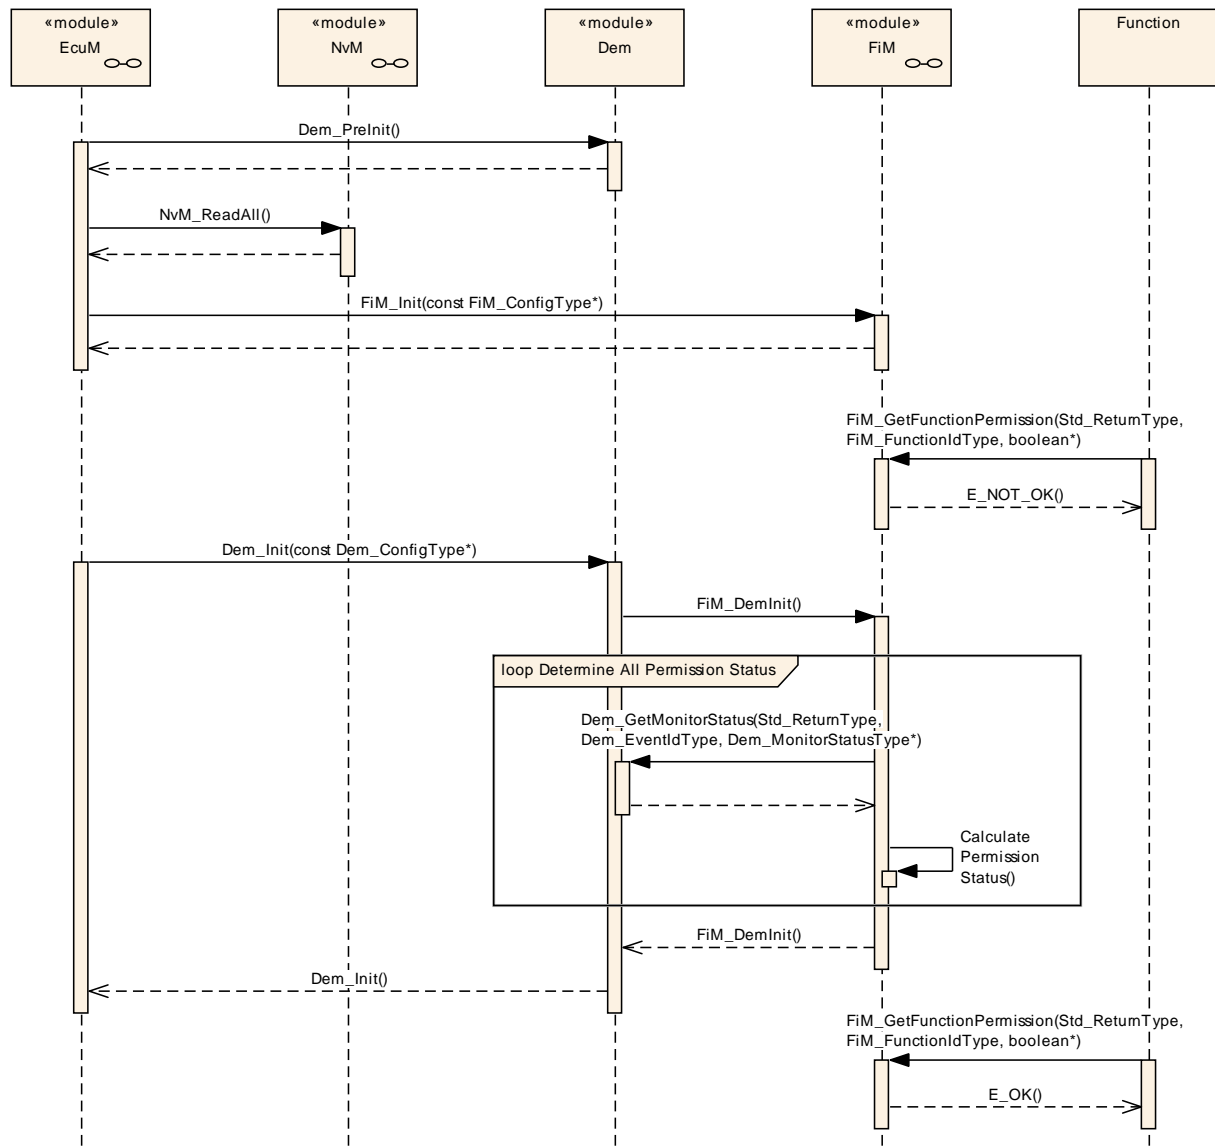 «module»
EcuM
«module»
NvM
«module»
Dem
«module»
FiM
Function
Dem_PreInit()
NvM_ReadAll()
FiM_Init(const FiM_ConfigType*)
FiM_GetFunctionPermission(Std_ReturnType,
FiM_FunctionIdType, boolean*)
E_NOT_OK()
Dem_Init(const Dem_ConfigType*)
FiM_DemInit()
loop Determine All Permission Status
Dem_GetMonitorStatus(Std_ReturnType,
Dem_EventIdType, Dem_MonitorStatusType*)
Calculate
Permission
Status()
FiM_DemInit()
Dem_Init()
FiM_GetFunctionPermission(Std_ReturnType,
FiM_FunctionIdType, boolean*)
E_OK()